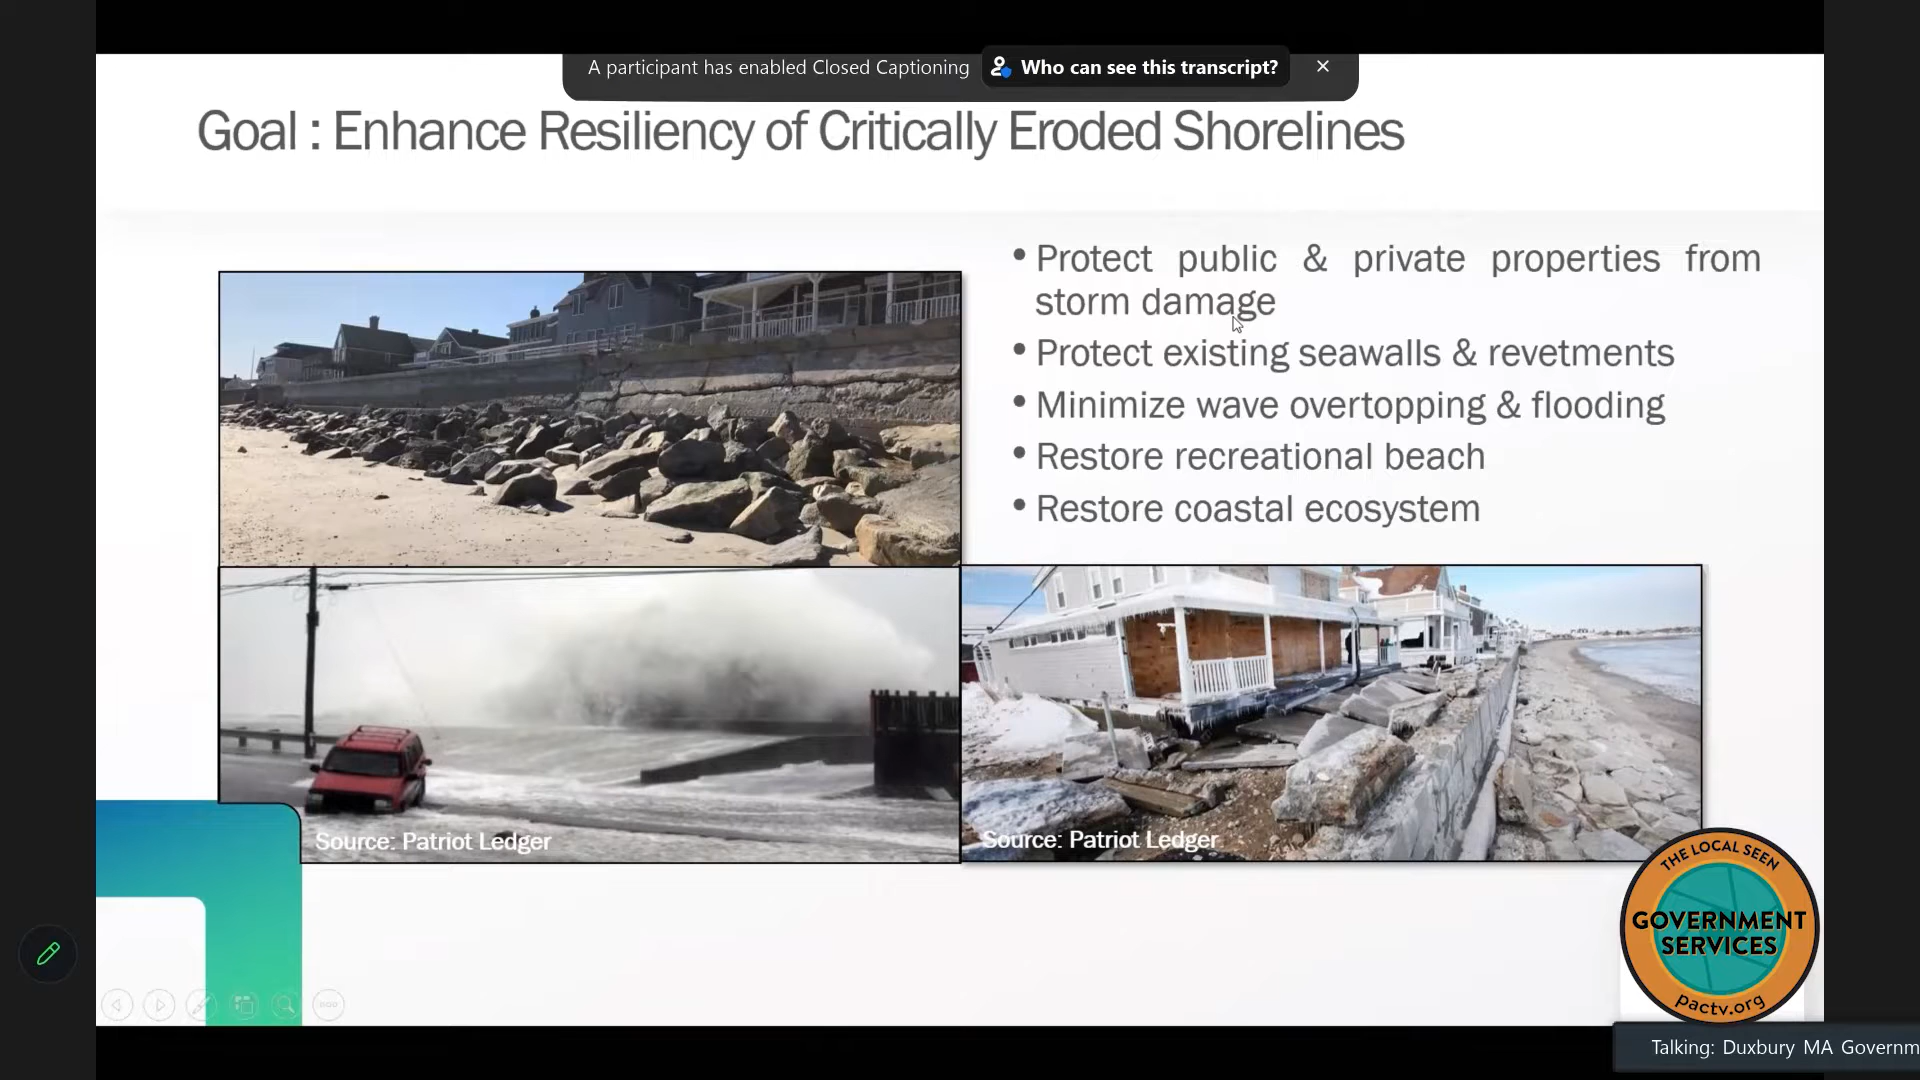 A participant has enabled Closed Captioning Who can see this transcript?
Goal : Enhance Resiliency of Critically Eroded Shorelines
• Protect public & private properties from
storm damage
• Protect existing seawalls & revetments
• Minimize wave overtopping & flooding
• Restore recreational beach
• Restore coastal ecosystem
Source: Patriot Ledger
Source: Patriot Ledger
THE LOCAL SEEN
GOVERNMENT
SERVICES
pactv.org
Talking: Duxbury MA Governm